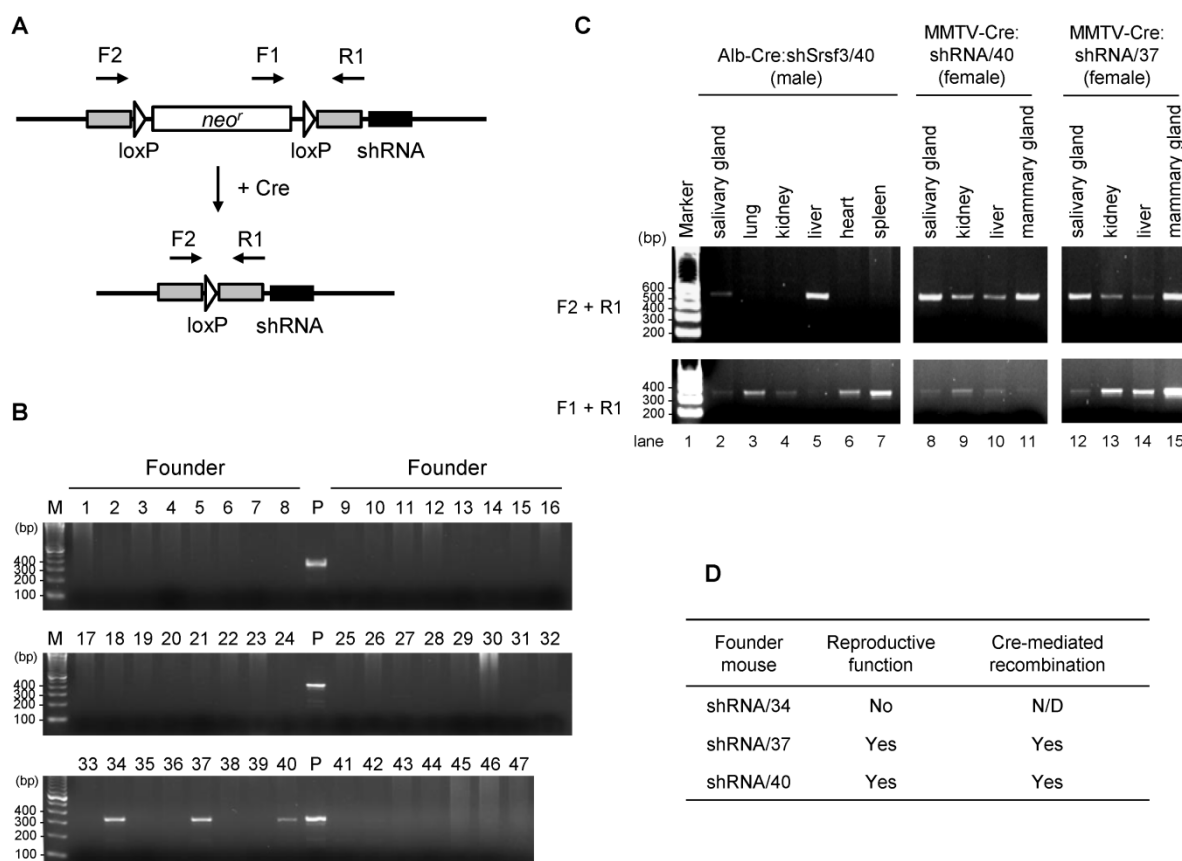 A
F2 F1 R1
neoʳ
loxP loxP shRNA
+ Cre
F2 R1
loxP shRNA
B
Founder Founder
M 1 2 3 4 5 6 7 8 P 9 10 11 12 13 14 15 16
(bp)
400
300
200
100
M 17 18 19 20 21 22 23 24 P 25 26 27 28 29 30 31 32
(bp)
400
300
200
100
33 34 35 36 37 38 39 40 P 41 42 43 44 45 46 47
(bp)
400
300
200
100
C
Alb-Cre:shSrsf3/40
(male)
MMTV-Cre:
shRNA/40
(female)
MMTV-Cre:
shRNA/37
(female)
Marker
salivary gland
lung
kidney
liver
heart
spleen
salivary gland
kidney
liver
mammary gland
salivary gland
kidney
liver
mammary gland
(bp)
600
500
400
300
200
F2 + R1
400
300
200
F1 + R1
lane 1 2 3 4 5 6 7 8 9 10 11 12 13 14 15
D
Founder mouse Reproductive function Cre-mediated recombination
shRNA/34 No N/D
shRNA/37 Yes Yes
shRNA/40 Yes Yes